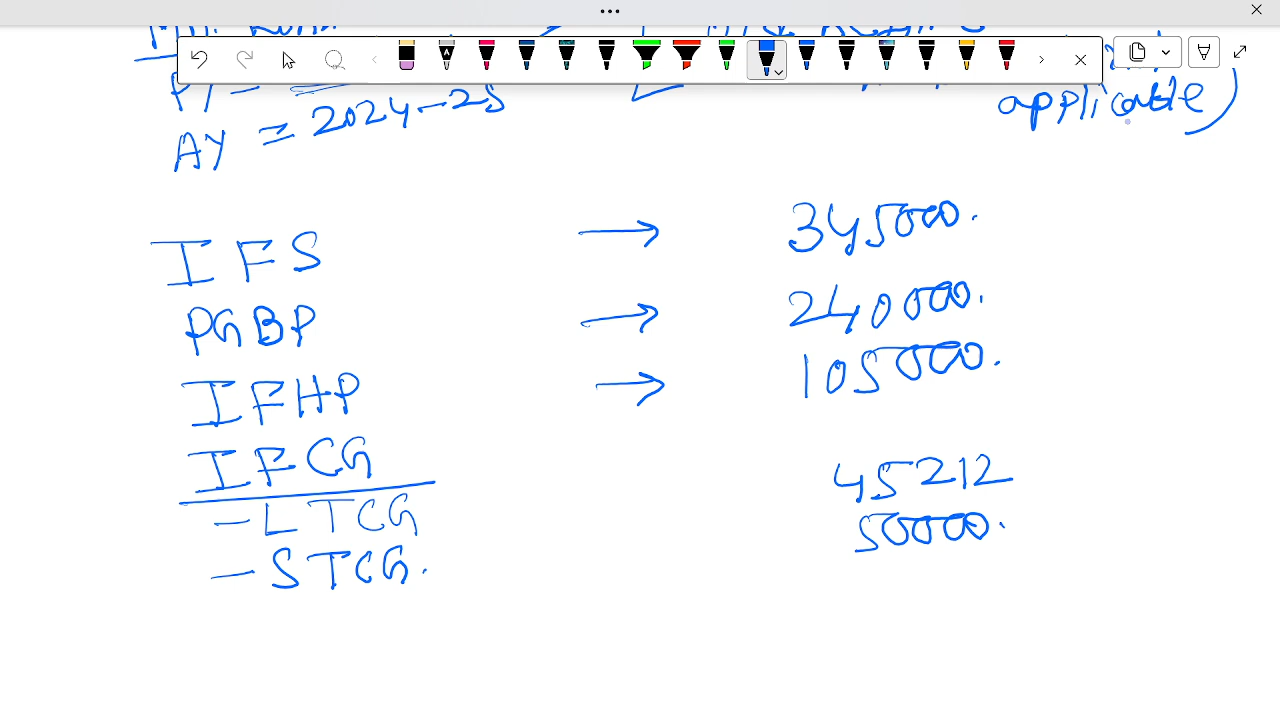 applicable)
AY = 2024-25
IFS → 345000.
PGBP → 240000.
IFHP → 105000.
IFCG
- LTCG 45212
- STCG. 50000.